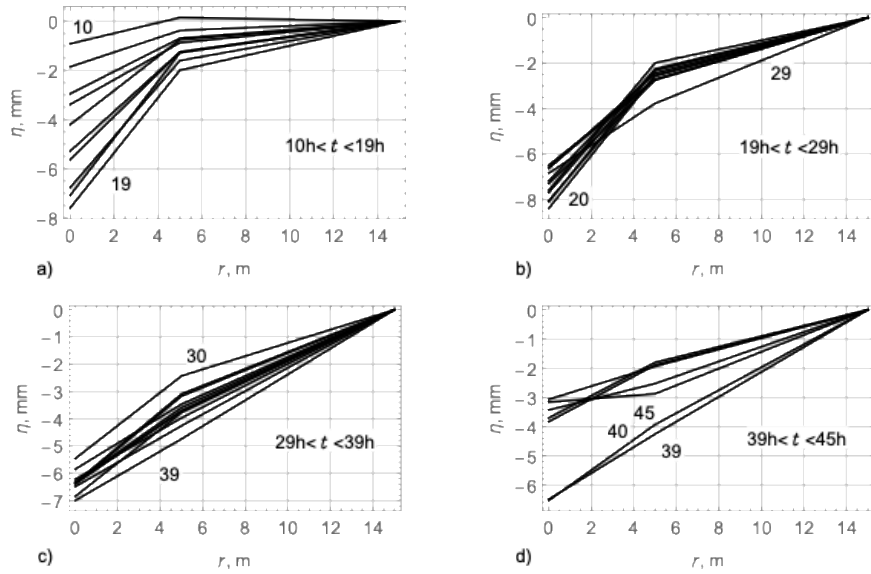 0
10
−2
η, mm
−4
−6
19
10h< t <19h
−8
0 2 4 6 8 10 12 14
a)
r, m
0
−2
η, mm
−4
29
−6
19h< t <29h
−8
20
0 2 4 6 8 10 12 14
b)
r, m
0
−1
30
−2
η, mm
−3
−4
−5
29h< t <39h
−6
39
−7
0 2 4 6 8 10 12 14
c)
r, m
0
−1
−2
η, mm
−3
45
−4
40
39h< t <45h
39
−5
−6
0 2 4 6 8 10 12 14
d)
r, m